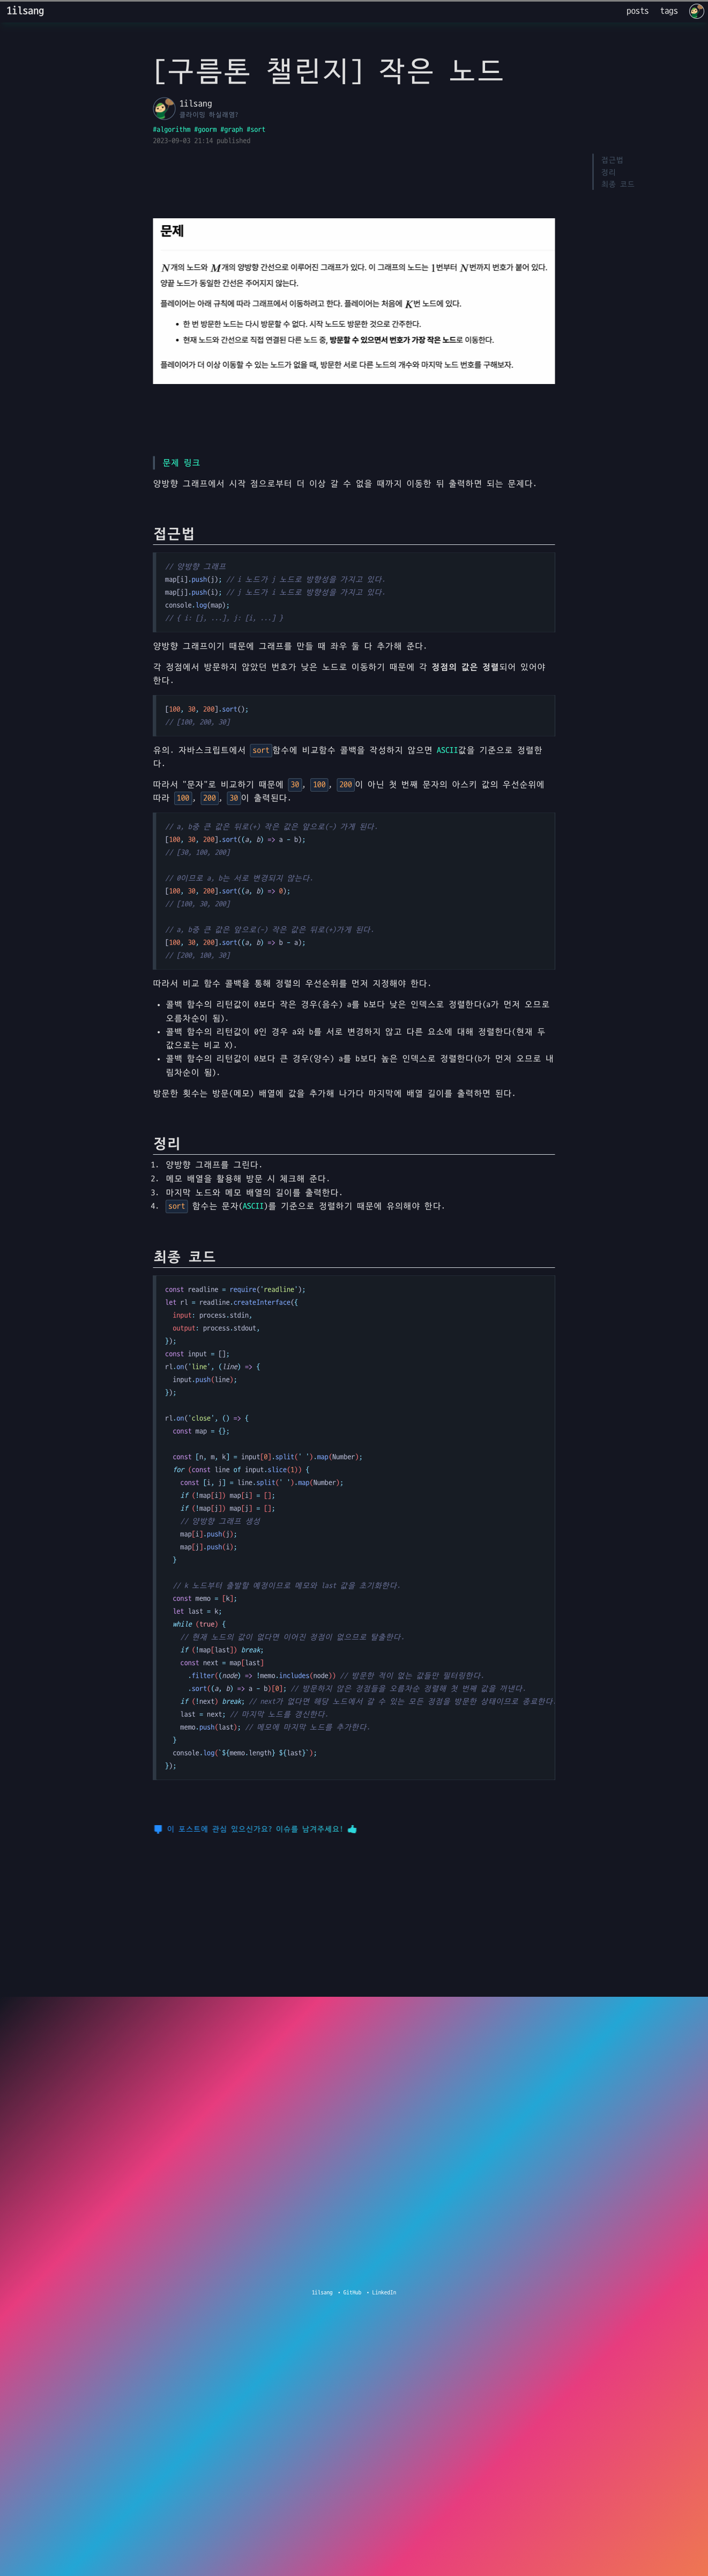 1ilsang
posts tags
[구름톤 챌린지] 작은 노드
1ilsang
클라이밍 하실래염?
#algorithm #goorm #graph #sort
2023-09-03 21:14 published
접근법
정리
최종 코드
문제
N개의 노드와 M개의 양방향 간선으로 이루어진 그래프가 있다. 이 그래프의 노드는 1번부터 N번까지 번호가 붙어 있다.
양끝 노드가 동일한 간선은 주어지지 않는다.
플레이어는 아래 규칙에 따라 그래프에서 이동하려고 한다. 플레이어는 처음에 K번 노드에 있다.
• 한 번 방문한 노드는 다시 방문할 수 없다. 시작 노드도 방문한 것으로 간주한다.
• 현재 노드와 간선으로 직접 연결된 다른 노드 중, 방문할 수 있으면서 번호가 가장 작은 노드로 이동한다.
플레이어가 더 이상 이동할 수 있는 노드가 없을 때, 방문한 서로 다른 노드의 개수와 마지막 노드 번호를 구해보자.
문제 링크
양방향 그래프에서 시작 점으로부터 더 이상 갈 수 없을 때까지 이동한 뒤 출력하면 되는 문제다.
접근법
// 양방향 그래프
map[i].push(j); // i 노드가 j 노드로 방향성을 가지고 있다.
map[j].push(i); // j 노드가 i 노드로 방향성을 가지고 있다.
console.log(map);
// { i: [j, ...], j: [i, ...] }
양방향 그래프이기 때문에 그래프를 만들 때 좌우 둘 다 추가해 준다.
각 정점에서 방문하지 않았던 번호가 낮은 노드로 이동하기 때문에 각 정점의 값은 정렬되어 있어야
한다.
[100, 30, 200].sort();
// [100, 200, 30]
유의. 자바스크립트에서 sort함수에 비교함수 콜백을 작성하지 않으면 ASCII값을 기준으로 정렬한
다.
따라서 "문자"로 비교하기 때문에 30, 100, 200이 아닌 첫 번째 문자의 아스키 값의 우선순위에
따라 100, 200, 30이 출력된다.
// a, b중 큰 값은 뒤로(+) 작은 값은 앞으로(-) 가게 된다.
[100, 30, 200].sort((a, b) => a - b);
// [30, 100, 200]
// 0이므로 a, b는 서로 변경되지 않는다.
[100, 30, 200].sort((a, b) => 0);
// [100, 30, 200]
// a, b중 큰 값은 앞으로(-) 작은 값은 뒤로(+)가게 된다.
[100, 30, 200].sort((a, b) => b - a);
// [200, 100, 30]
따라서 비교 함수 콜백을 통해 정렬의 우선순위를 먼저 지정해야 한다.
• 콜백 함수의 리턴값이 0보다 작은 경우(음수) a를 b보다 낮은 인덱스로 정렬한다(a가 먼저 오므로
오름차순이 됨).
• 콜백 함수의 리턴값이 0인 경우 a와 b를 서로 변경하지 않고 다른 요소에 대해 정렬한다(현재 두
값으로는 비교 X).
• 콜백 함수의 리턴값이 0보다 큰 경우(양수) a를 b보다 높은 인덱스로 정렬한다(b가 먼저 오므로 내
림차순이 됨).
방문한 횟수는 방문(메모) 배열에 값을 추가해 나가다 마지막에 배열 길이를 출력하면 된다.
정리
1. 양방향 그래프를 그린다.
2. 메모 배열을 활용해 방문 시 체크해 준다.
3. 마지막 노드와 메모 배열의 길이를 출력한다.
4. sort 함수는 문자(ASCII)를 기준으로 정렬하기 때문에 유의해야 한다.
최종 코드
const readline = require('readline');
let rl = readline.createInterface({
input: process.stdin,
output: process.stdout,
});
const input = [];
rl.on('line', (line) => {
input.push(line);
});
rl.on('close', () => {
const map = {};
const [n, m, k] = input[0].split(' ').map(Number);
for (const line of input.slice(1)) {
const [i, j] = line.split(' ').map(Number);
if (!map[i]) map[i] = [];
if (!map[j]) map[j] = [];
// 양방향 그래프 생성
map[i].push(j);
map[j].push(i);
}
// k 노드부터 출발할 예정이므로 메모와 last 값을 초기화한다.
const memo = [k];
let last = k;
while (true) {
// 현재 노드의 값이 없다면 이어진 정점이 없으므로 탈출한다.
if (!map[last]) break;
const next = map[last]
.filter((node) => !memo.includes(node)) // 방문한 적이 없는 값들만 필터링한다.
.sort((a, b) => a - b)[0]; // 방문하지 않은 정점들을 오름차순 정렬해 첫 번째 값을 꺼낸다.
if (!next) break; // next가 없다면 해당 노드에서 갈 수 있는 모든 정점을 방문한 상태이므로 종료한다.
last = next; // 마지막 노드를 갱신한다.
memo.push(last); // 메모에 마지막 노드를 추가한다.
}
console.log(`${memo.length} ${last}`);
});
이 포스트에 관심 있으신가요? 이슈를 남겨주세요!
1ilsang • GitHub • LinkedIn